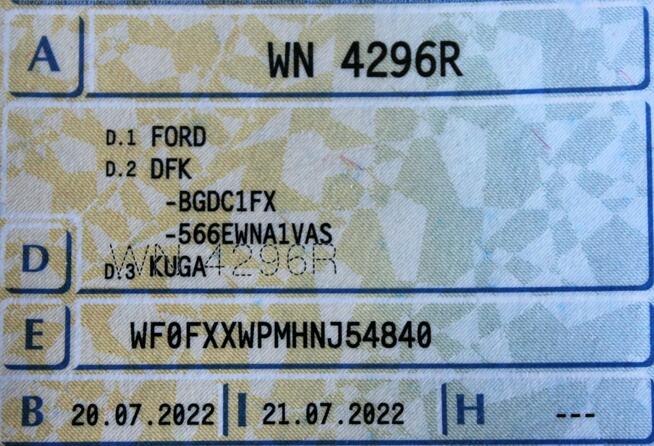 A WN 4296R
D.1 FORD
D.2 DFK
-BGDC1FX
-566EWNA1VAS
WN 4296R
D D.3 KUGA
E WF0FXXWPMHNJ54840
B 20.07.2022 I 21.07.2022 H ---